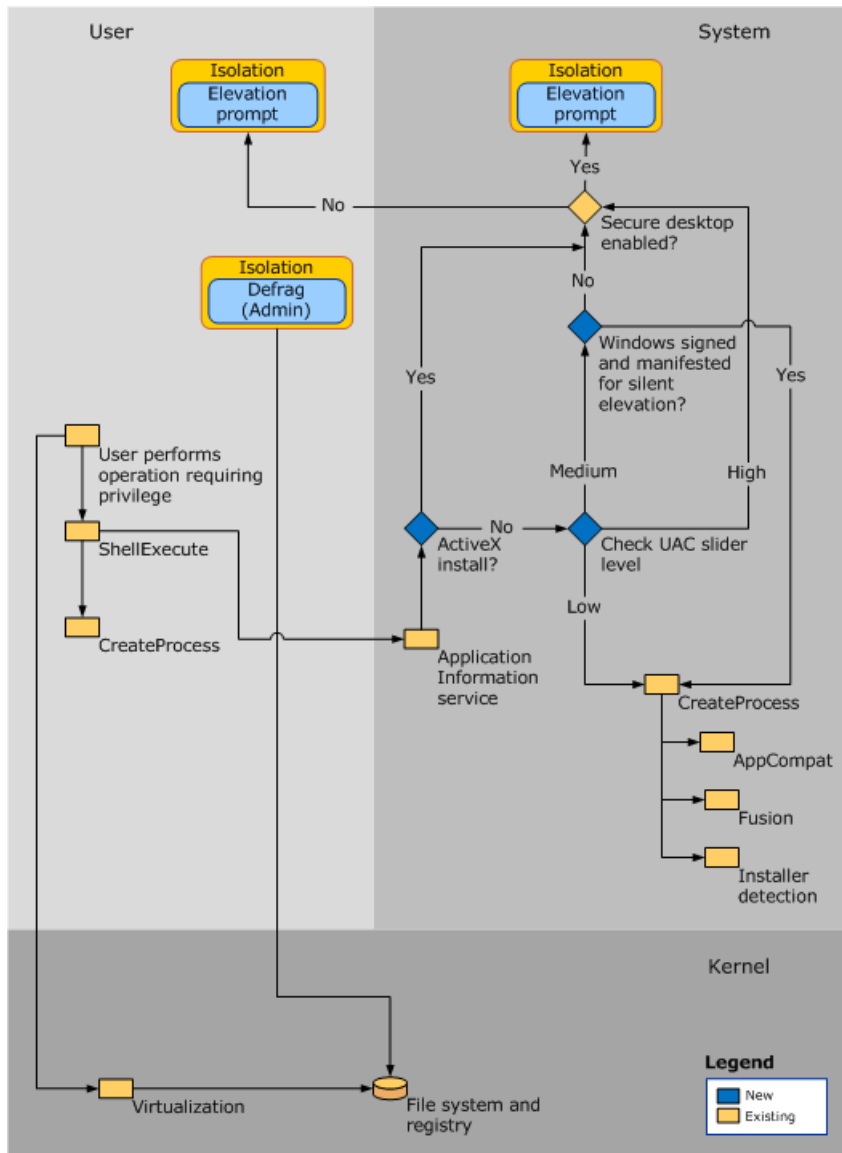 User
System
Isolation
Elevation
prompt
Isolation
Elevation
prompt
Yes
No
Secure desktop
enabled?
Isolation
Defrag
(Admin)
No
Windows signed
and manifested
for silent
elevation?
Yes
Yes
User performs
operation requiring
privilege
Medium
High
ShellExecute
ActiveX
install?
No
Check UAC slider
level
Low
CreateProcess
Application
Information
service
CreateProcess
AppCompat
Fusion
Installer
detection
Kernel
Virtualization
File system and
registry
Legend
New
Existing